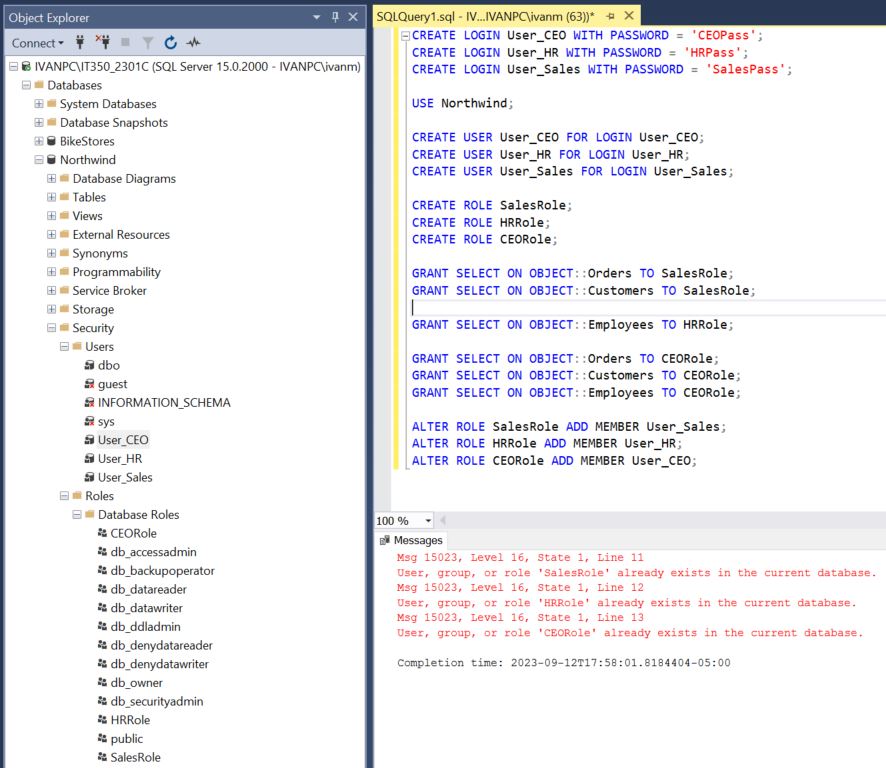 Object Explorer
Connect
IVANPC\IT350_2301C (SQL Server 15.0.2000 - IVANPC\ivanm)
Databases
System Databases
Database Snapshots
BikeStores
Northwind
Database Diagrams
Tables
Views
External Resources
Synonyms
Programmability
Service Broker
Storage
Security
Users
dbo
guest
INFORMATION_SCHEMA
sys
User_CEO
User_HR
User_Sales
Roles
Database Roles
CEORole
db_accessadmin
db_backupoperator
db_datareader
db_datawriter
db_ddladmin
db_denydatareader
db_denydatawriter
db_owner
db_securityadmin
HRRole
public
SalesRole
SQLQuery1.sql - IV...IVANPC\ivanm (63))*
CREATE LOGIN User_CEO WITH PASSWORD = 'CEOPass';
CREATE LOGIN User_HR WITH PASSWORD = 'HRPass';
CREATE LOGIN User_Sales WITH PASSWORD = 'SalesPass';
USE Northwind;
CREATE USER User_CEO FOR LOGIN User_CEO;
CREATE USER User_HR FOR LOGIN User_HR;
CREATE USER User_Sales FOR LOGIN User_Sales;
CREATE ROLE SalesRole;
CREATE ROLE HRRole;
CREATE ROLE CEORole;
GRANT SELECT ON OBJECT::Orders TO SalesRole;
GRANT SELECT ON OBJECT::Customers TO SalesRole;
GRANT SELECT ON OBJECT::Employees TO HRRole;
GRANT SELECT ON OBJECT::Orders TO CEORole;
GRANT SELECT ON OBJECT::Customers TO CEORole;
GRANT SELECT ON OBJECT::Employees TO CEORole;
ALTER ROLE SalesRole ADD MEMBER User_Sales;
ALTER ROLE HRRole ADD MEMBER User_HR;
ALTER ROLE CEORole ADD MEMBER User_CEO;
100 %
Messages
Msg 15023, Level 16, State 1, Line 11
User, group, or role 'SalesRole' already exists in the current database.
Msg 15023, Level 16, State 1, Line 12
User, group, or role 'HRRole' already exists in the current database.
Msg 15023, Level 16, State 1, Line 13
User, group, or role 'CEORole' already exists in the current database.
Completion time: 2023-09-12T17:58:01.8184404-05:00